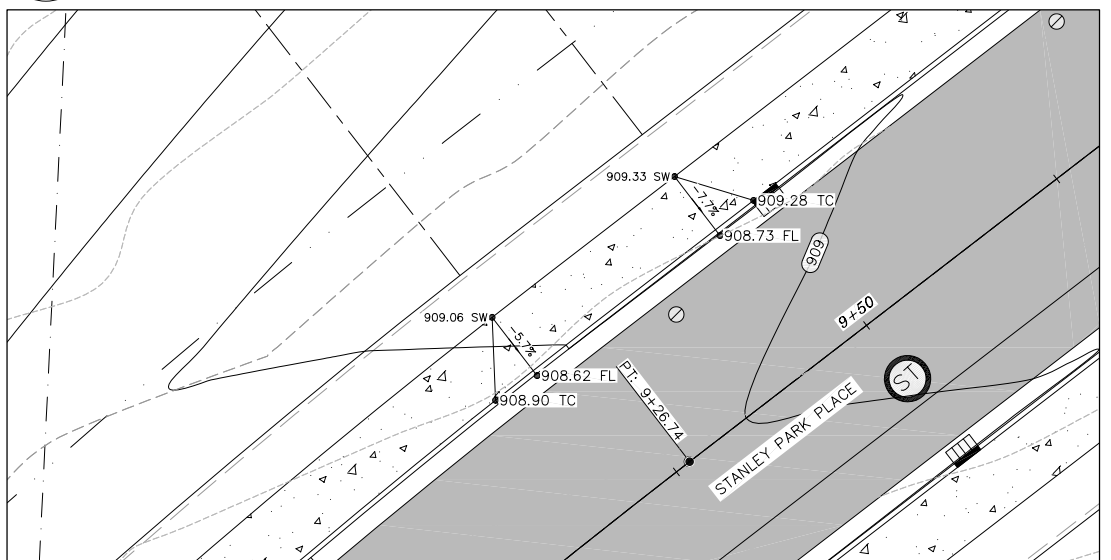 909.33 SW
-7.7%
909.28 TC
908.73 FL
909
909.06 SW
-5.7%
9+50
908.62 FL
PT: 9+26.74
ST
908.90 TC
STANLEY PARK PLACE